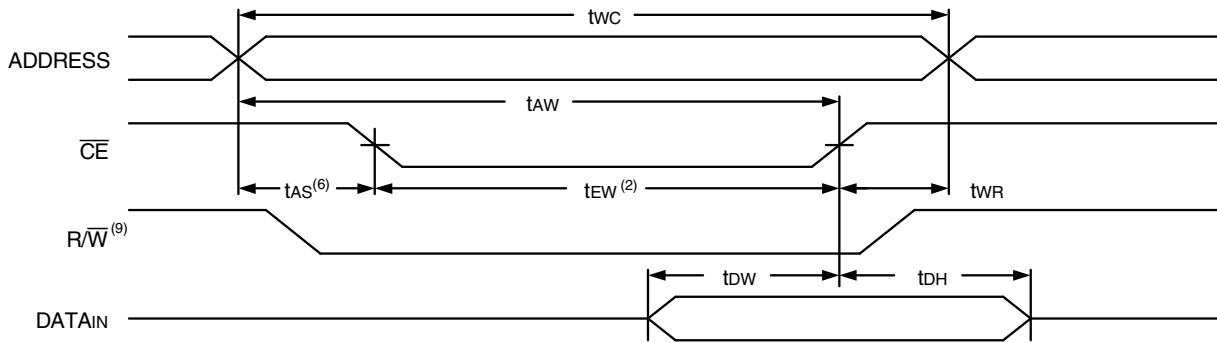 tWC
ADDRESS
tAW
CE
tAS(6)
tEW (2)
tWR
R/W (9)
tDW
tDH
DATAIN